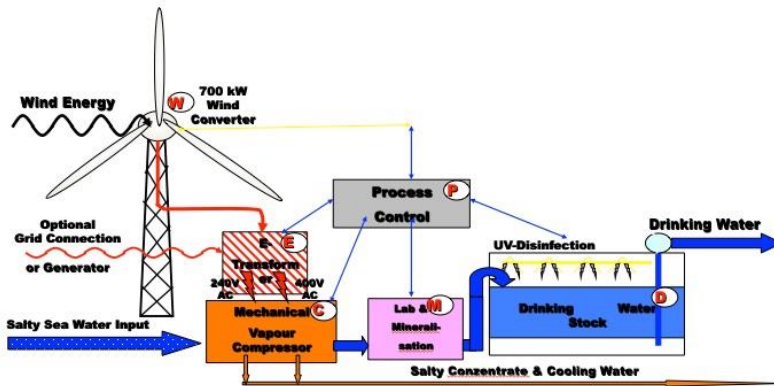 W
700 kW
Wind
Converter
Wind Energy
Process
P
Control
Optional
Grid Connection
or Generator
E-
E
Transform
or
240V
AC
400V
AC
Drinking Water
UV-Disinfection
Mechanical
C
Vapour
Compressor
Lab &
M
Minerali-
sation
Drinking Water
D
Stock
Salty Sea Water Input
Salty Conzentrate & Cooling Water